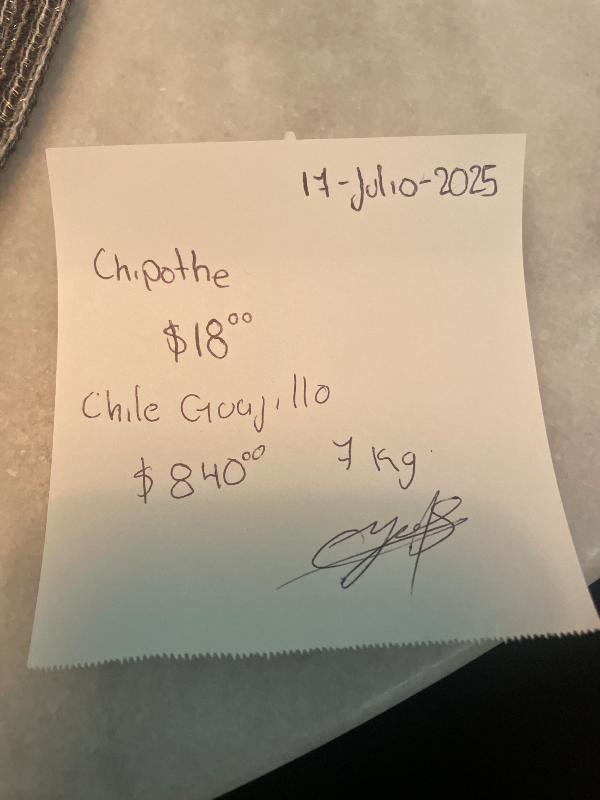 17-Julio-2025
Chipothe
$18⁰⁰
Chile Guajillo
$840⁰⁰ 7 Kg